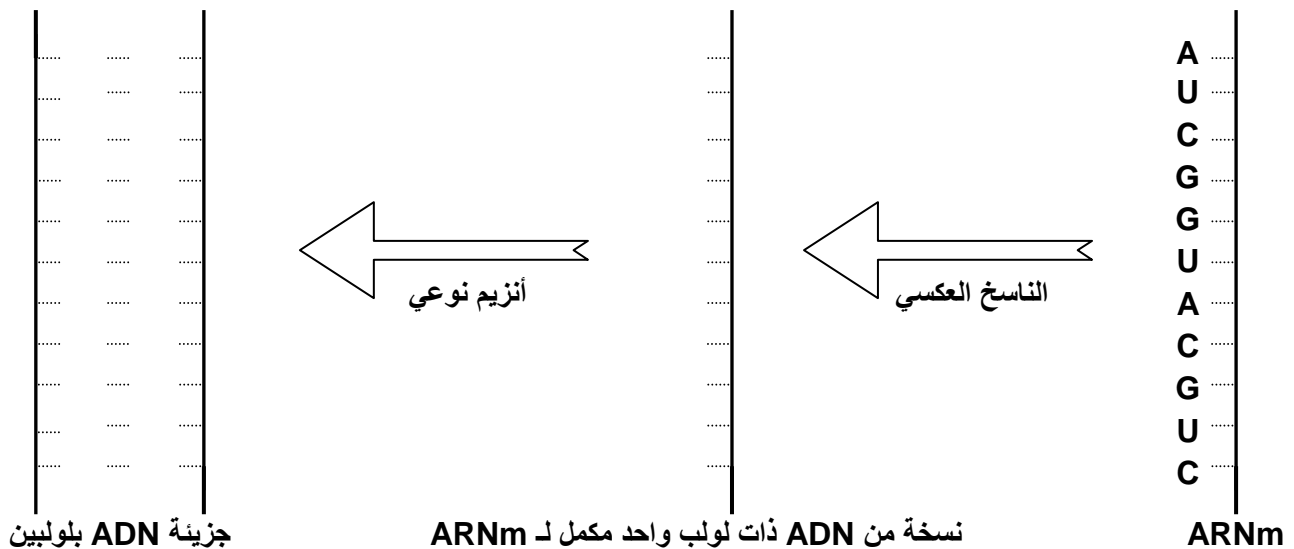 A
U
C
G
G
U
A
C
G
U
C
الناسخ العكسي
أنزيم نوعي
ARNm
نسخة من ADN ذات لولب واحد مكمل لـ ARNm
جزيئة ADN بلولبين